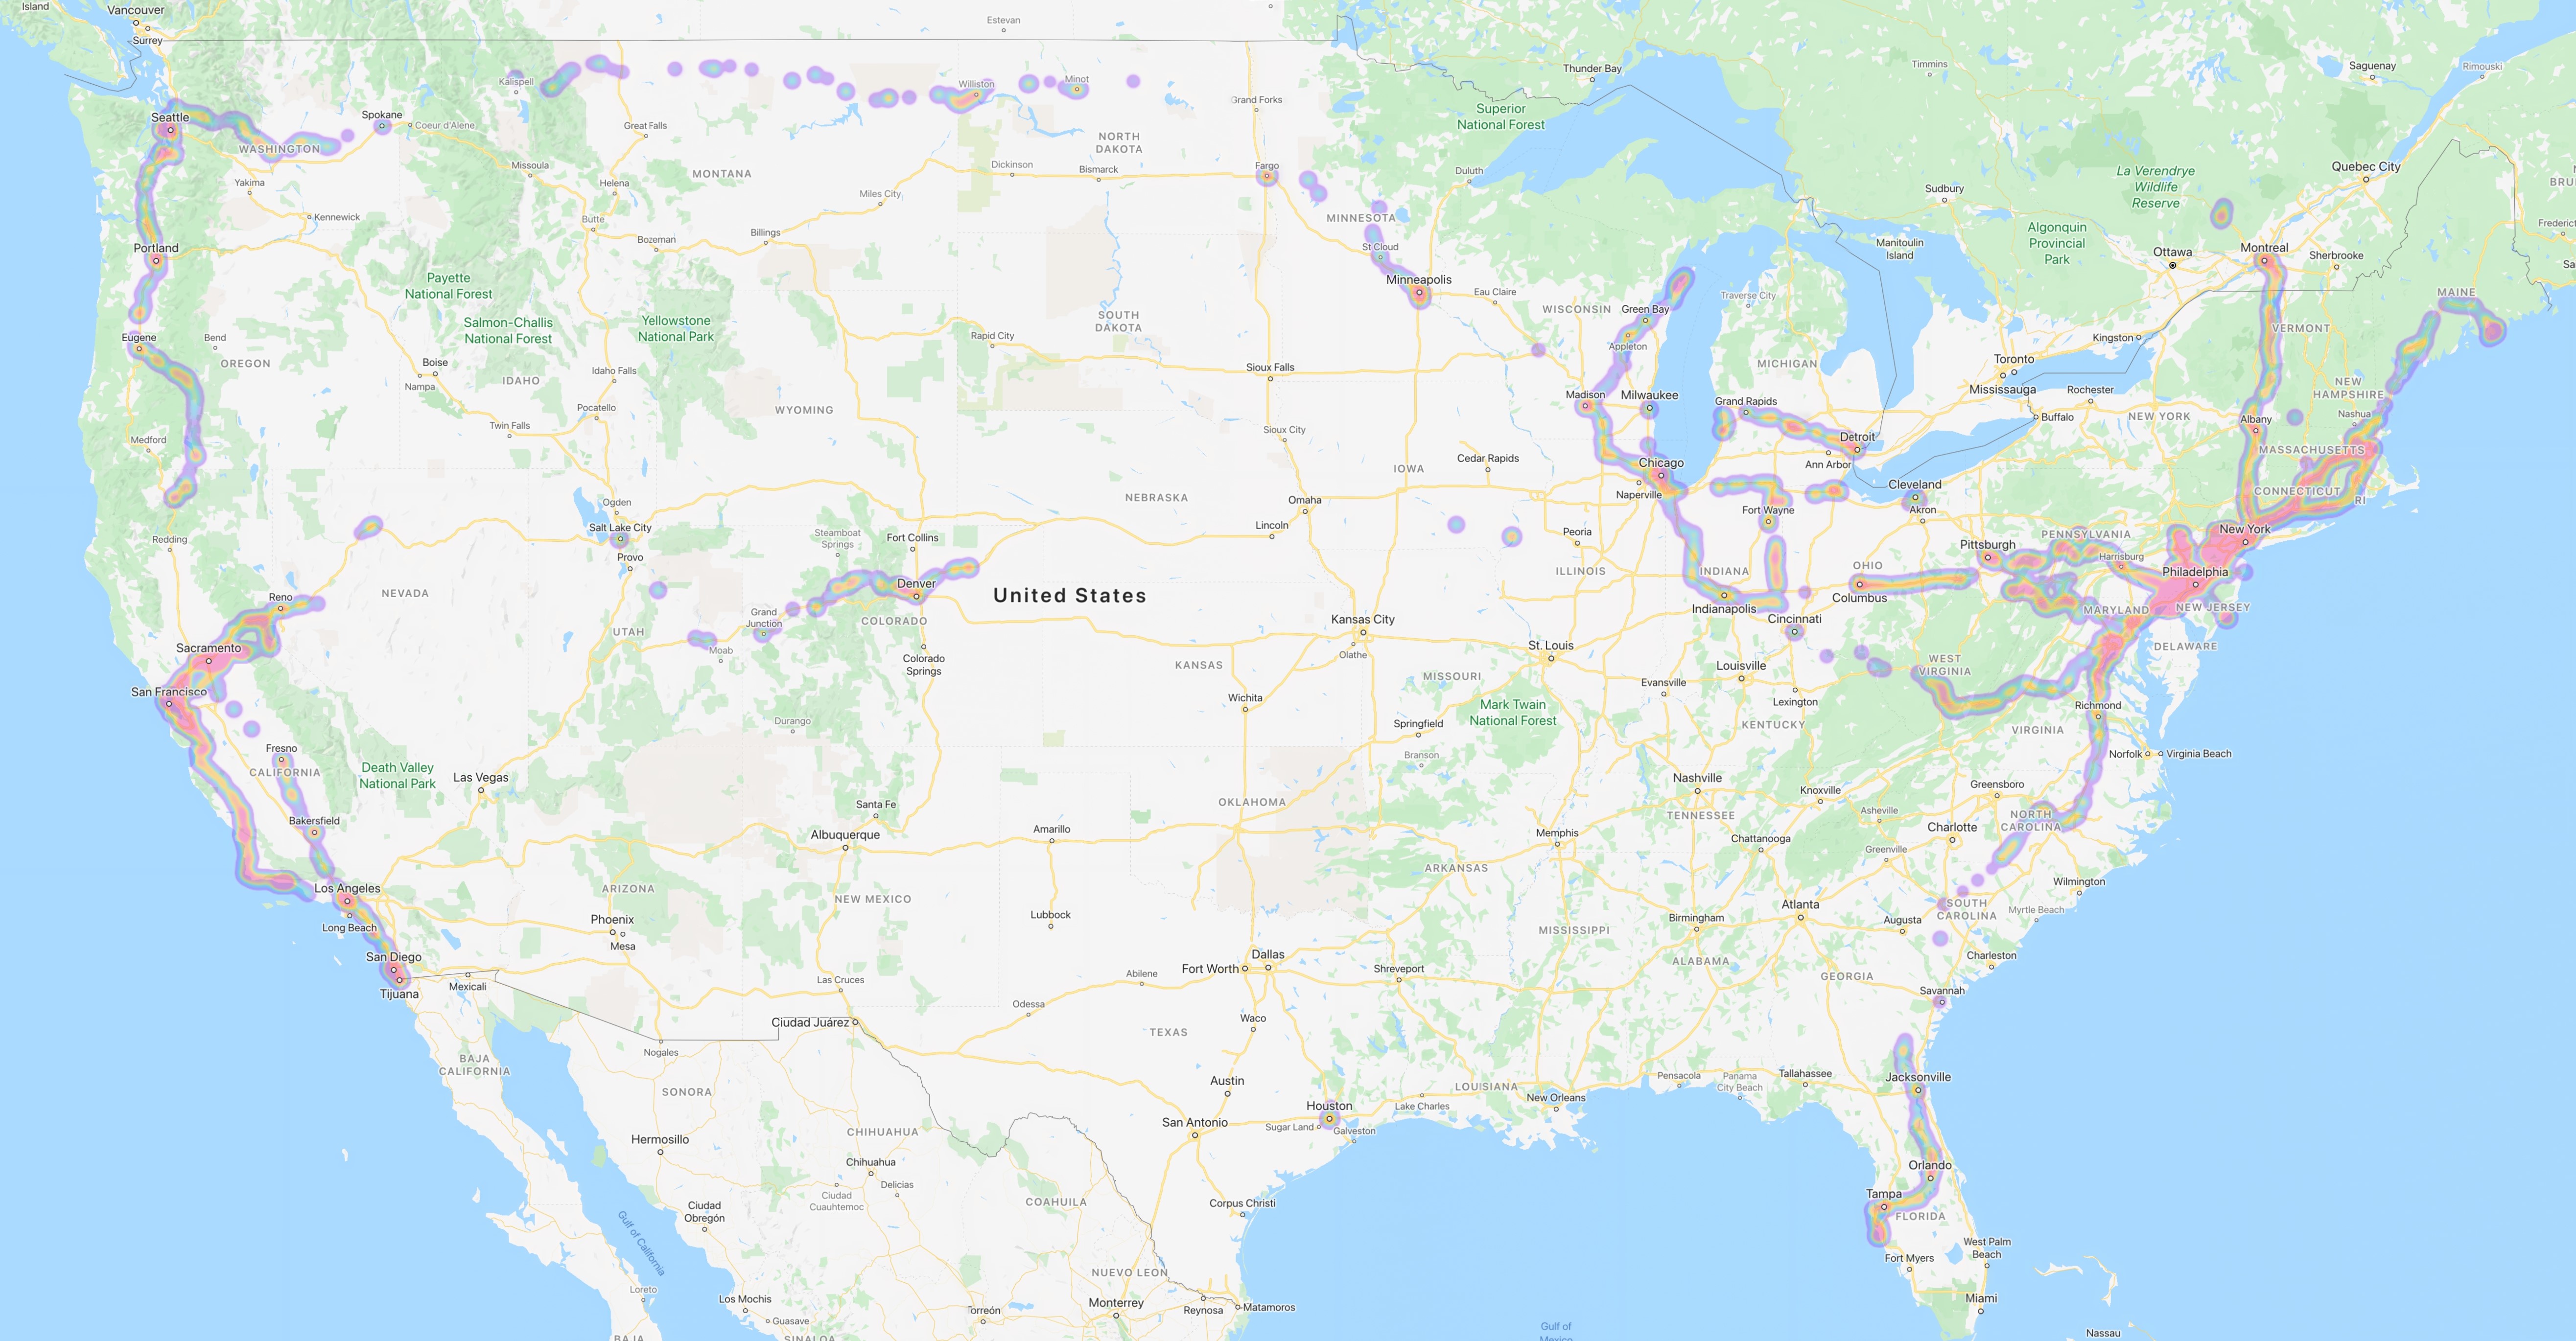 Island
Vancouver
Surrey
Estevan
Thunder Bay
Timmins
Saguenay
Rimouski
Kalispell
Williston
Minot
Grand Forks
Superior
National Forest
Seattle
Spokane
Coeur d'Alene
Great Falls
WASHINGTON
NORTH
DAKOTA
Missoula
Dickinson
Bismarck
Fargo
Duluth
La Verendrye
Wildlife
Reserve
Quebec City
Yakima
Helena
MONTANA
Miles City
Sudbury
Kennewick
Butte
MINNESOTA
Portland
Bozeman
Billings
St Cloud
Algonquin
Provincial
Park
Manitoulin
Island
Ottawa
Montreal
Sherbrooke
Payette
National Forest
Minneapolis
Eau Claire
Traverse City
MAINE
Salmon-Challis
National Forest
Yellowstone
National Park
SOUTH
DAKOTA
WISCONSIN
Green Bay
Eugene
Bend
Rapid City
Appleton
Kingston
VERMONT
OREGON
Boise
Nampa
IDAHO
Idaho Falls
Sioux Falls
MICHIGAN
Toronto
Mississauga
Rochester
NEW
HAMPSHIRE
Pocatello
WYOMING
Madison
Milwaukee
Grand Rapids
Buffalo
NEW YORK
Albany
Nashua
Twin Falls
Medford
Sioux City
Detroit
Ann Arbor
MASSACHUSETTS
Cedar Rapids
IOWA
Chicago
Naperville
Cleveland
Akron
CONNECTICUT
RI
Ogden
Salt Lake City
Provo
NEBRASKA
Omaha
Lincoln
Fort Wayne
Redding
Steamboat
Springs
Fort Collins
Peoria
Pittsburgh
PENNSYLVANIA
Harrisburg
New York
Philadelphia
Reno
NEVADA
Denver
United States
ILLINOIS
INDIANA
OHIO
Indianapolis
Columbus
MARYLAND
NEW JERSEY
Grand
Junction
COLORADO
UTAH
Moab
Kansas City
Olathe
Cincinnati
DELAWARE
Sacramento
Colorado
Springs
KANSAS
St. Louis
Louisville
WEST
VIRGINIA
San Francisco
Wichita
MISSOURI
Evansville
Lexington
Richmond
Durango
Springfield
Mark Twain
National Forest
KENTUCKY
VIRGINIA
Fresno
CALIFORNIA
Death Valley
National Park
Las Vegas
Branson
Norfolk
Virginia Beach
Nashville
Knoxville
Greensboro
Santa Fe
OKLAHOMA
TENNESSEE
Asheville
NORTH
CAROLINA
Bakersfield
Albuquerque
Amarillo
Memphis
Chattanooga
Charlotte
Greenville
ARKANSAS
Los Angeles
Long Beach
ARIZONA
NEW MEXICO
Wilmington
Phoenix
Mesa
Lubbock
Birmingham
Atlanta
Augusta
SOUTH
CAROLINA
Myrtle Beach
MISSISSIPPI
San Diego
Tijuana
Mexicali
Abilene
Fort Worth
Dallas
Shreveport
ALABAMA
GEORGIA
Charleston
Las Cruces
Odessa
Savannah
Ciudad Juárez
TEXAS
Waco
Nogales
BAJA
CALIFORNIA
Austin
LOUISIANA
Pensacola
Panama
City Beach
Tallahassee
Jacksonville
SONORA
Houston
Sugar Land
Galveston
Lake Charles
New Orleans
San Antonio
Hermosillo
CHIHUAHUA
Chihuahua
Delicias
Ciudad
Cuauhtemoc
Orlando
Tampa
FLORIDA
Ciudad
Obregón
COAHUILA
Corpus Christi
Gulf of California
West Palm
Beach
Fort Myers
NUEVO LEON
Loreto
Los Mochis
Guasave
Torreón
Monterrey
Reynosa
Matamoros
Miami
Nassau
Gulf of
Mexico
BAJA
SINALOA